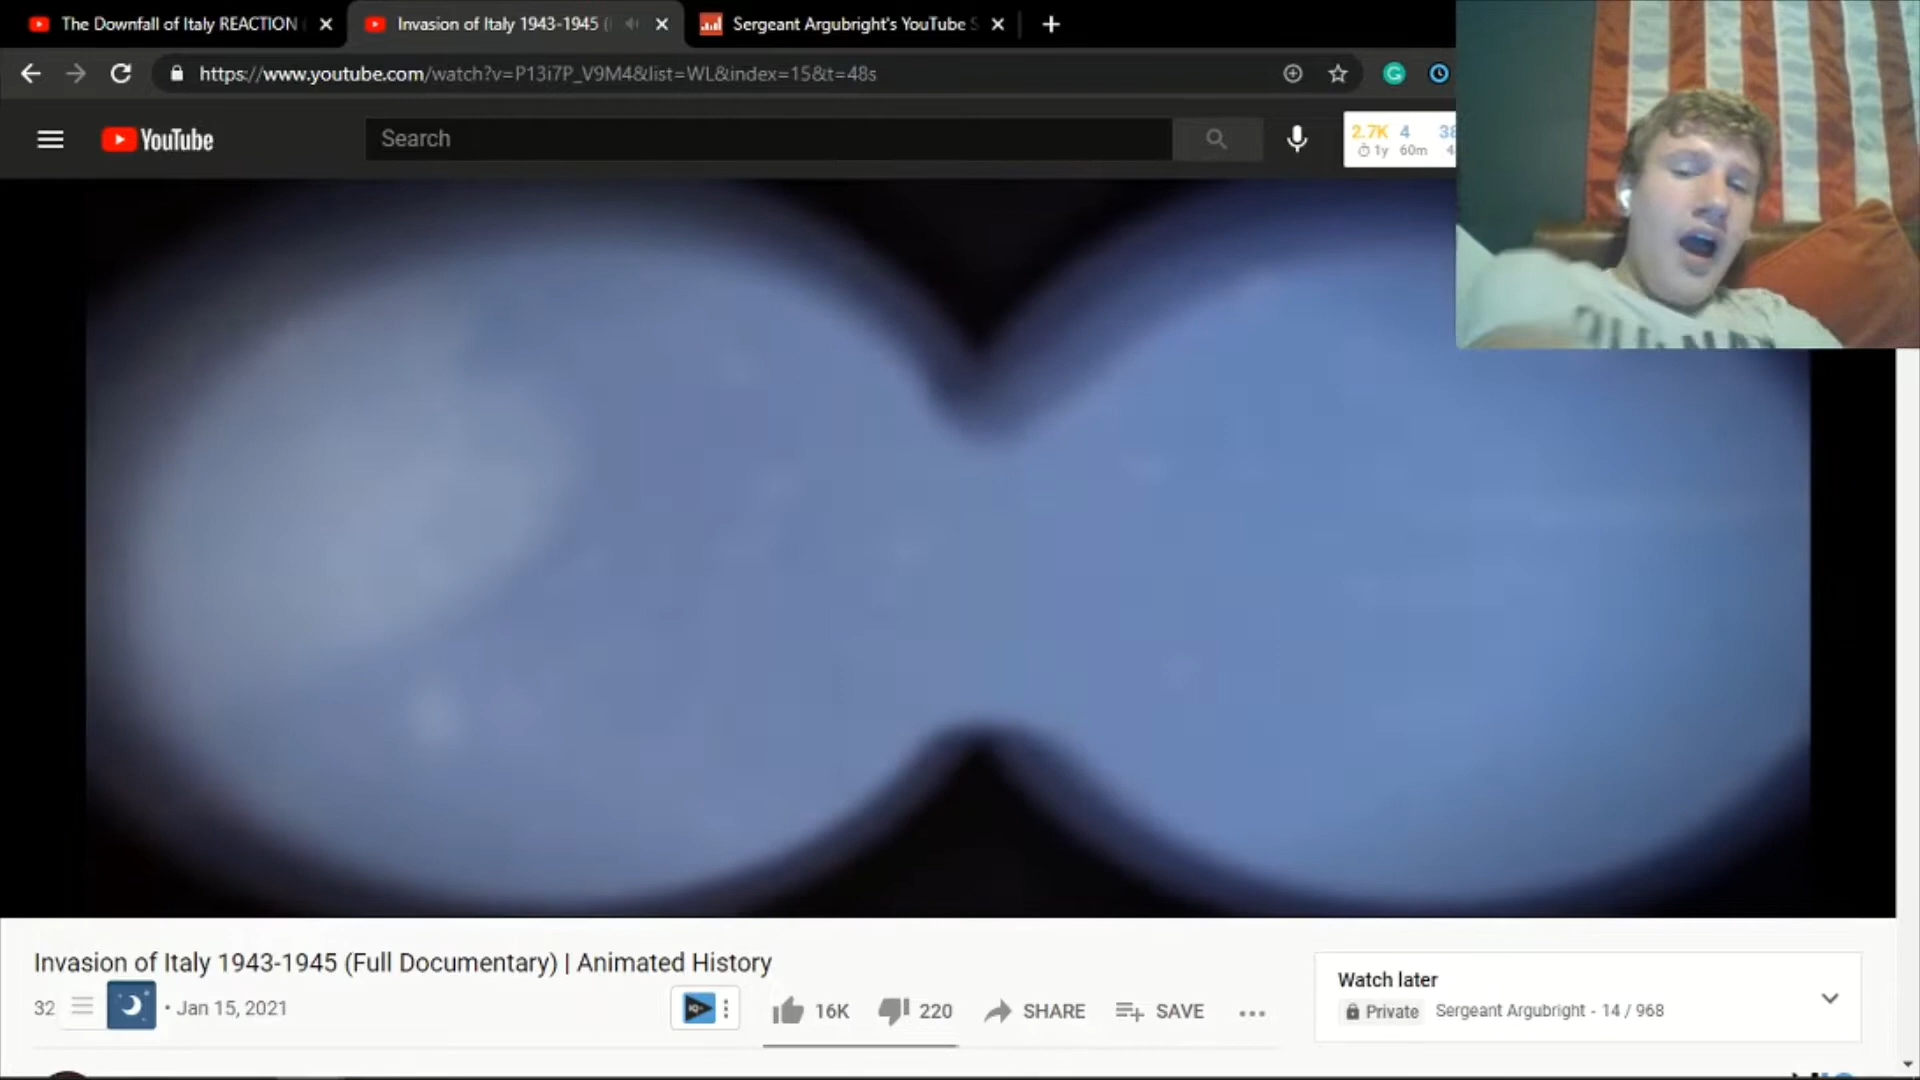 The Downfall of Italy REACTION
Invasion of Italy 1943-1945 (
Sergeant Argubright's YouTube S
https://www.youtube.com/watch?v=P13i7P_V9M4&list=WL&index=15&t=48s
YouTube
Search
2.7K 4 38
1y 60m 4
Invasion of Italy 1943-1945 (Full Documentary) | Animated History
32 • Jan 15, 2021
16K 220 SHARE SAVE
Watch later
Private Sergeant Argubright - 14 / 968